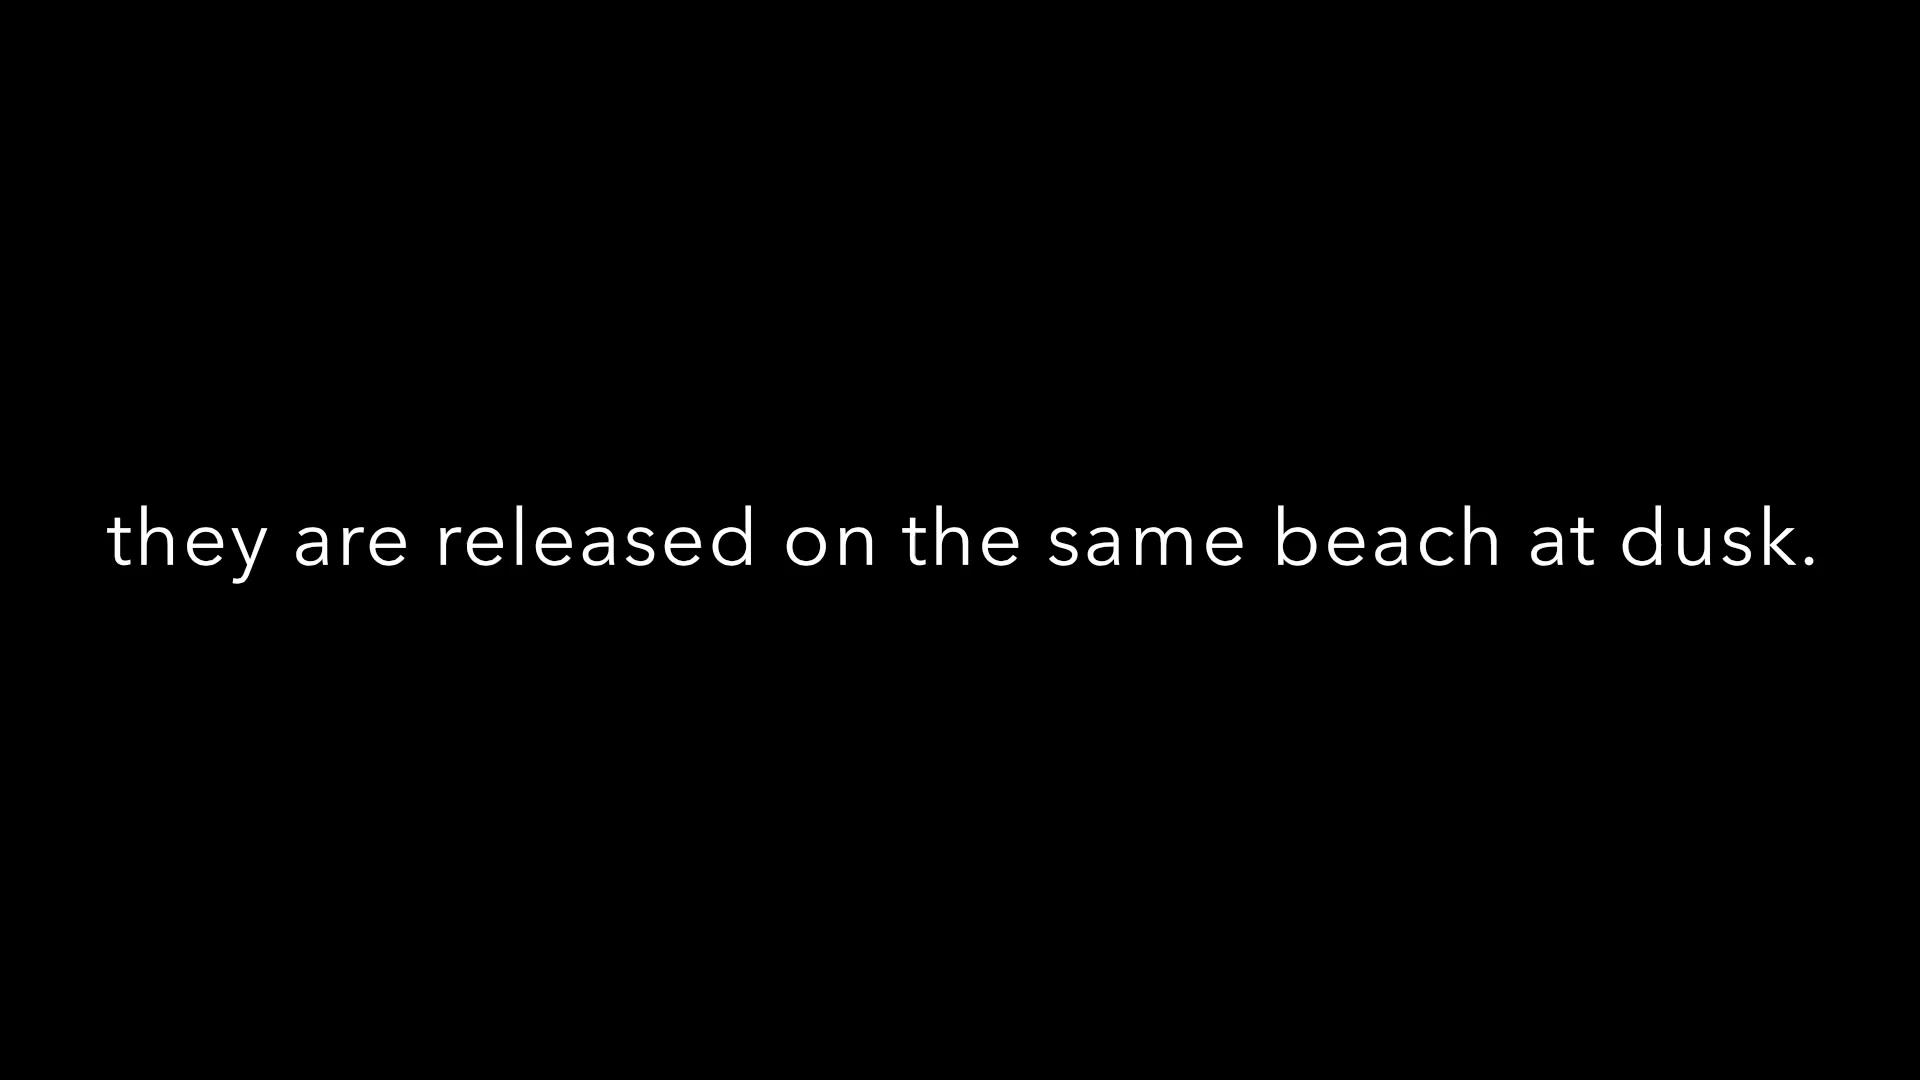 they are released on the same beach at dusk.